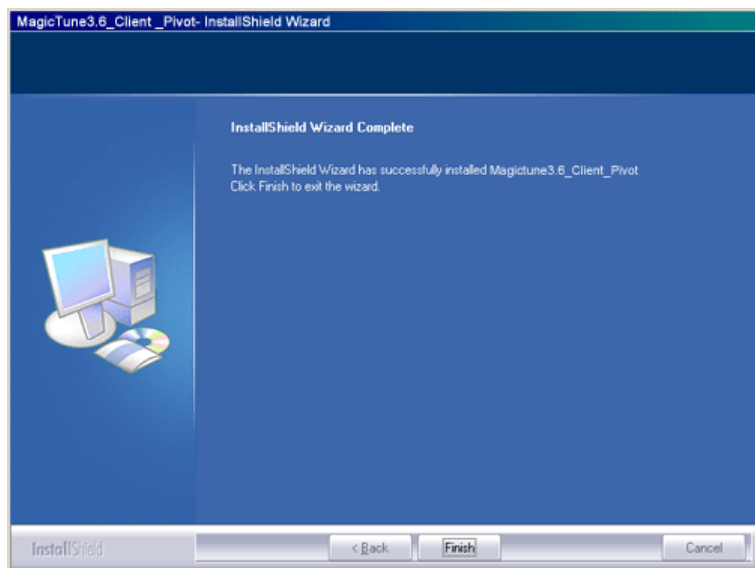 MagicTune3.6_Client _Pivot- InstallShield Wizard
InstallShield Wizard Complete
The InstallShield Wizard has successfully installed Magictune3.6_Client_Pivot
Click Finish to exit the wizard.
InstallShield
< Back
Finish
Cancel